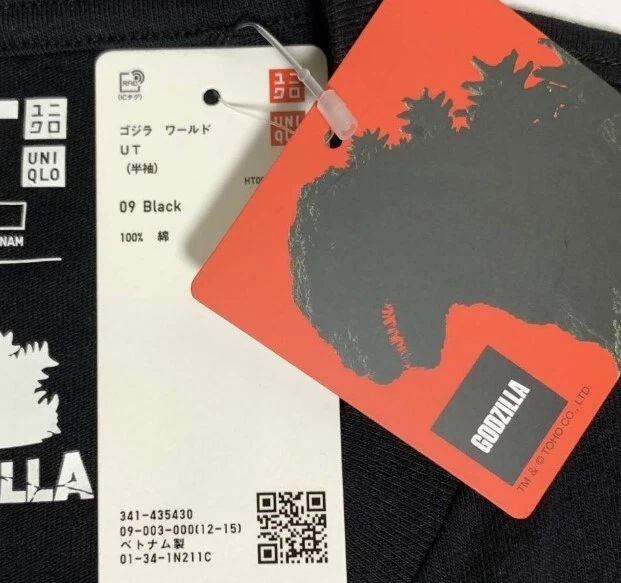 RFID
(ICタグ)
ユニ
クロ
UNI
ゴジラ ワールド
UT
(半袖)
09 Black
100% 綿
341-435430
09-003-000(12-15)
ベトナム製
01-34-1N211C
GODZILLA
TM & © TOHO CO., LTD.
ユニ
クロ
UNI
QLO
NAM
LLA